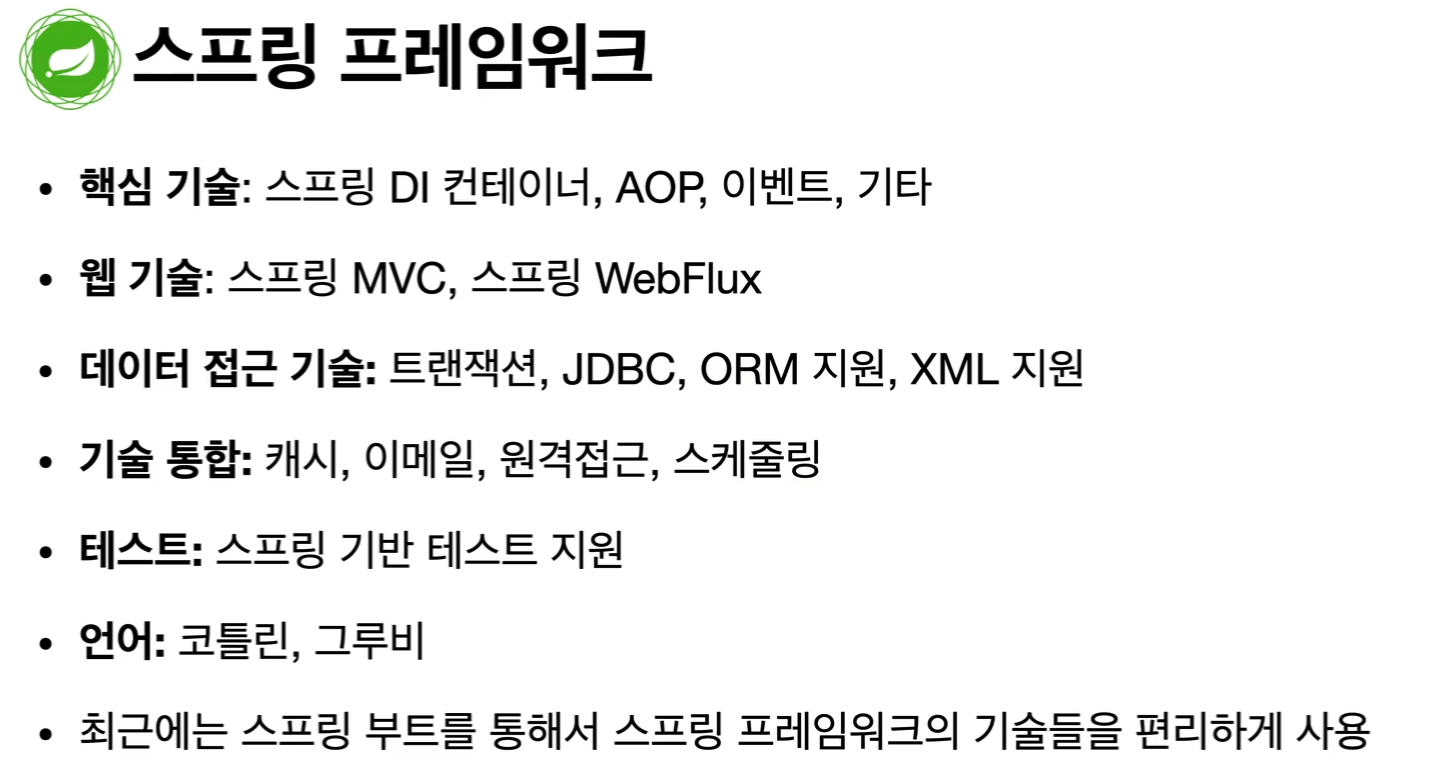 스프링 프레임워크
• 핵심 기술: 스프링 DI 컨테이너, AOP, 이벤트, 기타
• 웹 기술: 스프링 MVC, 스프링 WebFlux
• 데이터 접근 기술: 트랜잭션, JDBC, ORM 지원, XML 지원
• 기술 통합: 캐시, 이메일, 원격접근, 스케줄링
• 테스트: 스프링 기반 테스트 지원
• 언어: 코틀린, 그루비
• 최근에는 스프링 부트를 통해서 스프링 프레임워크의 기술들을 편리하게 사용